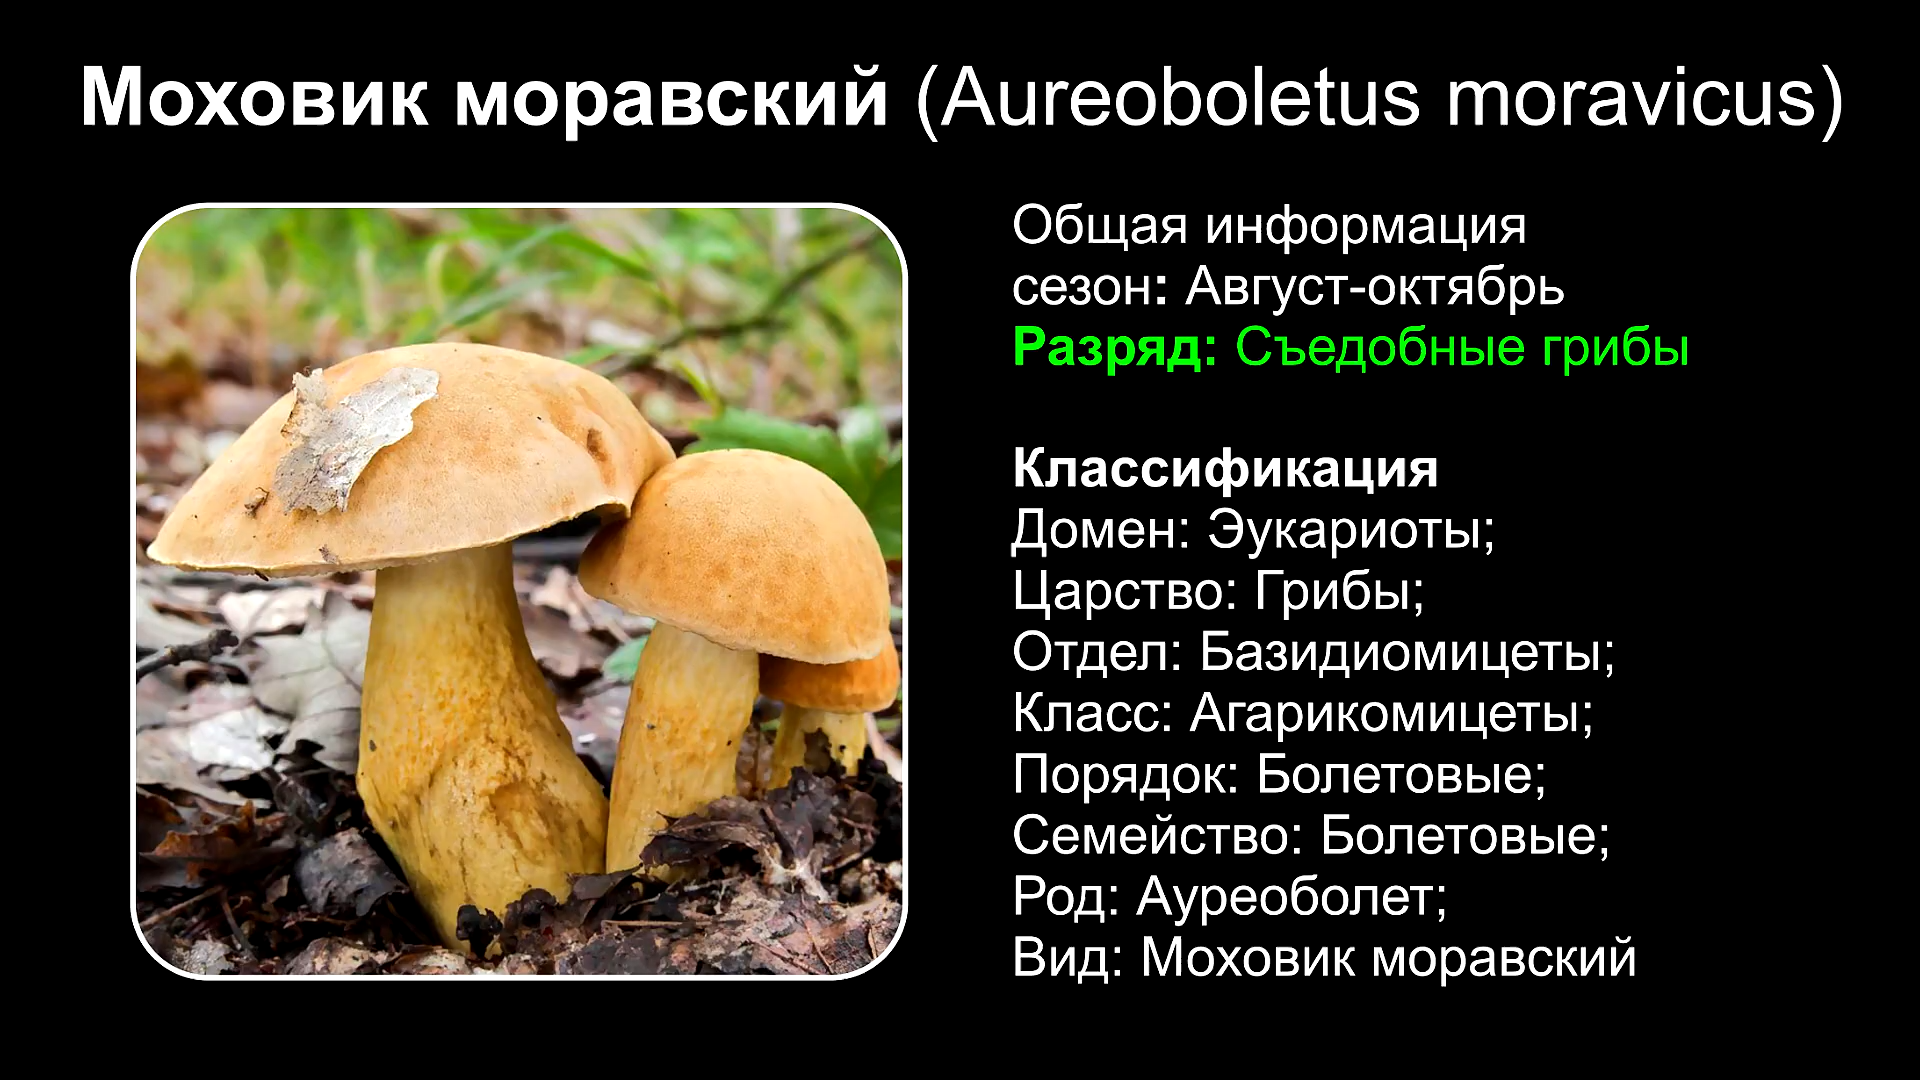 Моховик моравский (Aureoboletus moravicus)
Общая информация
сезон: Август-октябрь
Разряд: Съедобные грибы
Классификация
Домен: Эукариоты;
Царство: Грибы;
Отдел: Базидиомицеты;
Класс: Агарикомицеты;
Порядок: Болетовые;
Семейство: Болетовые;
Род: Ауреоболет;
Вид: Моховик моравский